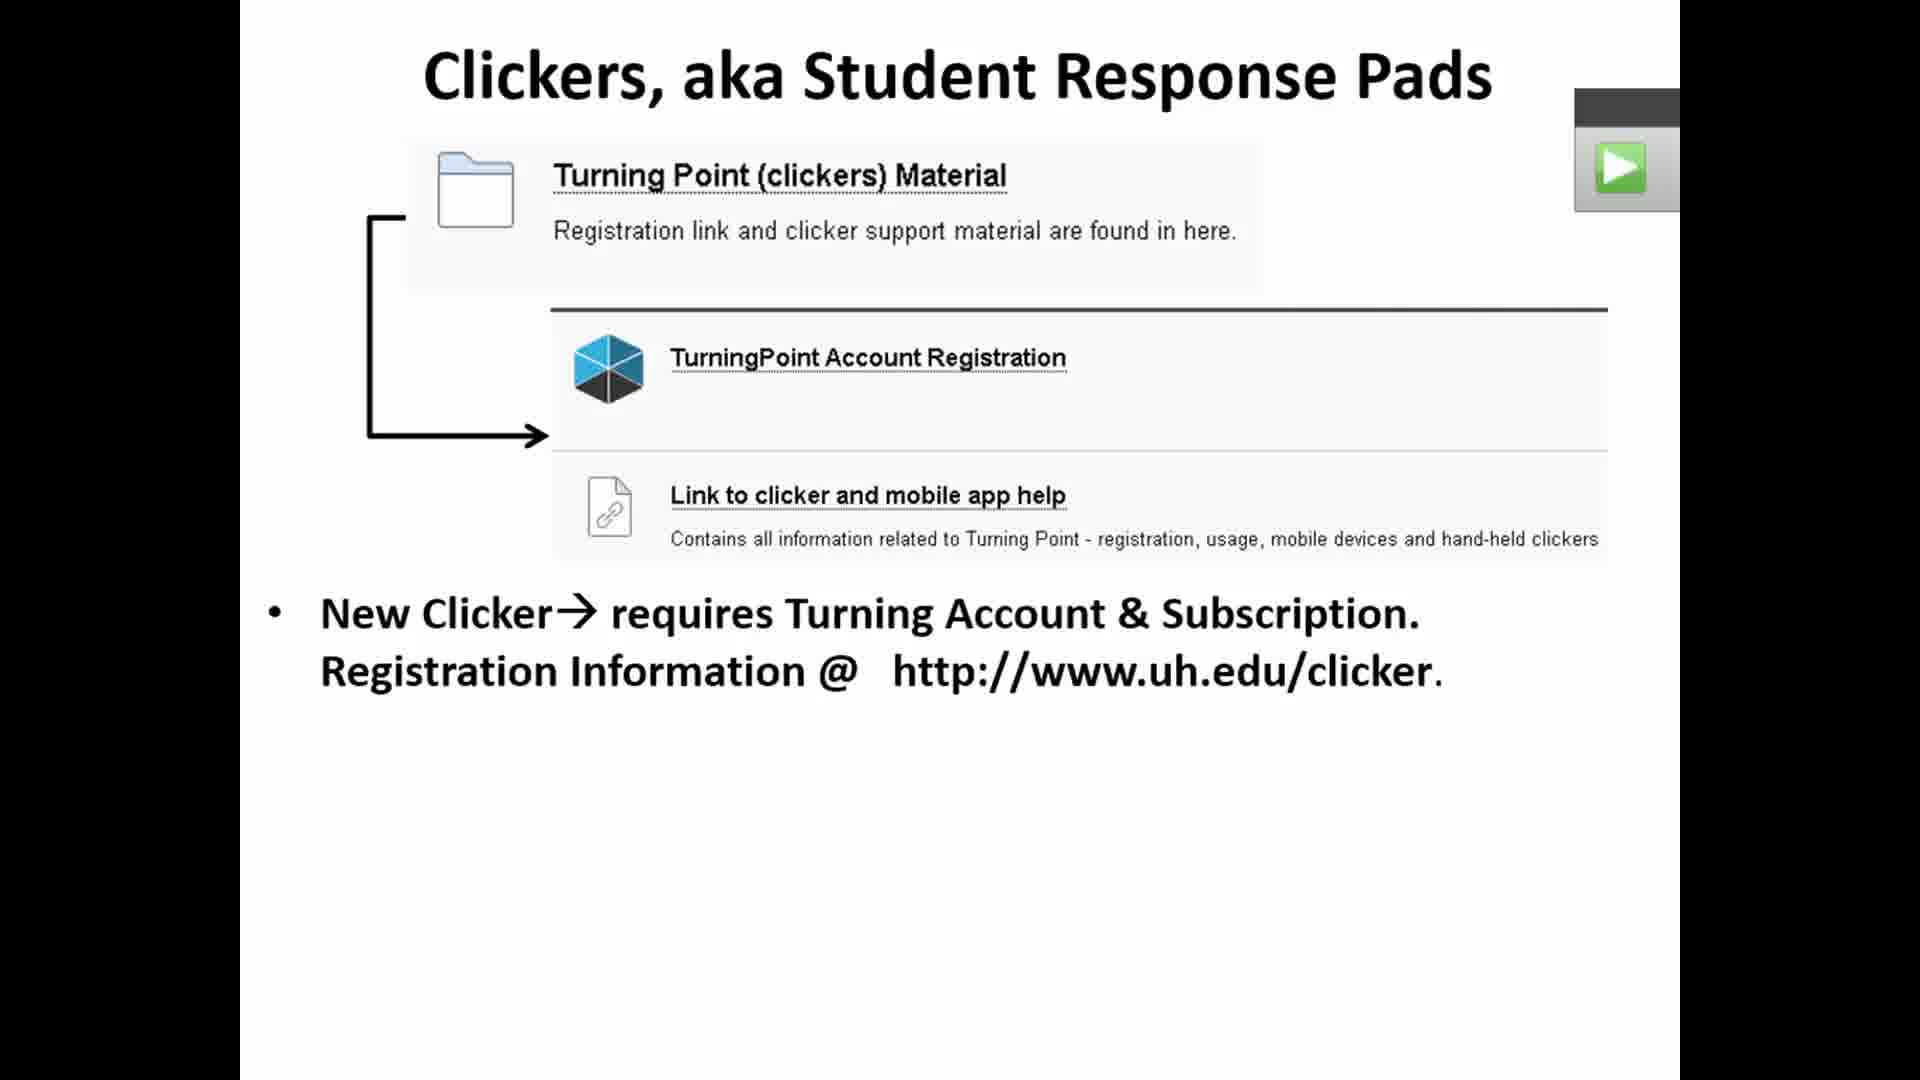 Clickers, aka Student Response Pads
Turning Point (clickers) Material
Registration link and clicker support material are found in here.
TurningPoint Account Registration
Link to clicker and mobile app help
Contains all information related to Turning Point - registration, usage, mobile devices and hand-held clickers
• New Clicker→ requires Turning Account & Subscription.
Registration Information @ http://www.uh.edu/clicker.